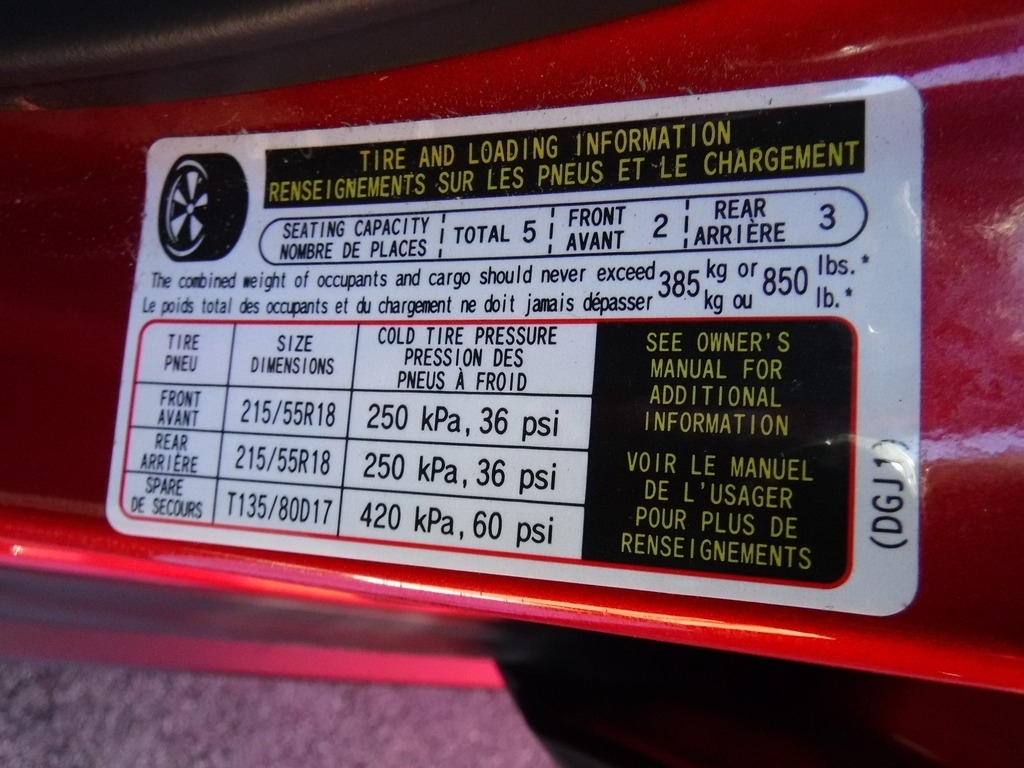 TIRE AND LOADING INFORMATION
RENSEIGNEMENTS SUR LES PNEUS ET LE CHARGEMENT
SEATING CAPACITY TOTAL 5 FRONT 2 REAR 3
NOMBRE DE PLACES AVANT ARRIÈRE
The combined weight of occupants and cargo should never exceed 385 kg or 850 lbs.*
Le poids total des occupants et du chargement ne doit jamais dépasser kg ou lb.*
TIRE
PNEU
SIZE
DIMENSIONS
COLD TIRE PRESSURE
PRESSION DES
PNEUS À FROID
FRONT
AVANT
215/55R18
250 kPa, 36 psi
REAR
ARRIÈRE
215/55R18
250 kPa, 36 psi
SPARE
DE SECOURS
T135/80D17
420 kPa, 60 psi
SEE OWNER'S
MANUAL FOR
ADDITIONAL
INFORMATION
VOIR LE MANUEL
DE L'USAGER
POUR PLUS DE
RENSEIGNEMENTS
(DGJ1)